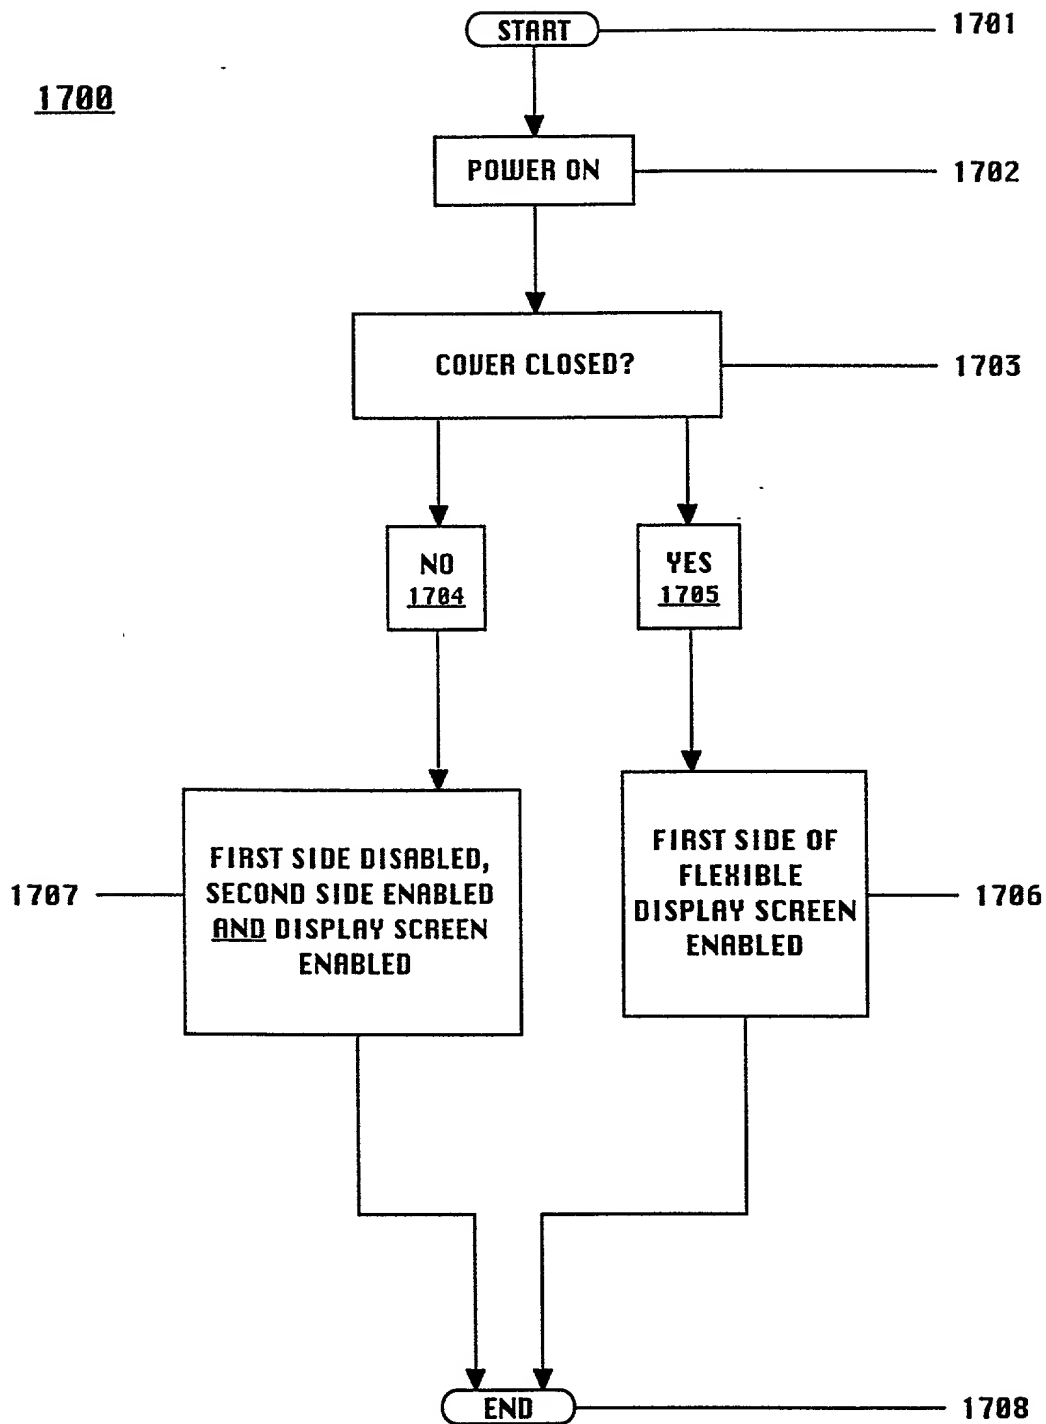 START
1701
1700
POWER ON
1702
COVER CLOSED?
1703
NO
1704
YES
1705
FIRST SIDE DISABLED,
SECOND SIDE ENABLED
AND DISPLAY SCREEN
ENABLED
1707
FIRST SIDE OF
FLEXIBLE
DISPLAY SCREEN
ENABLED
1706
END
1708